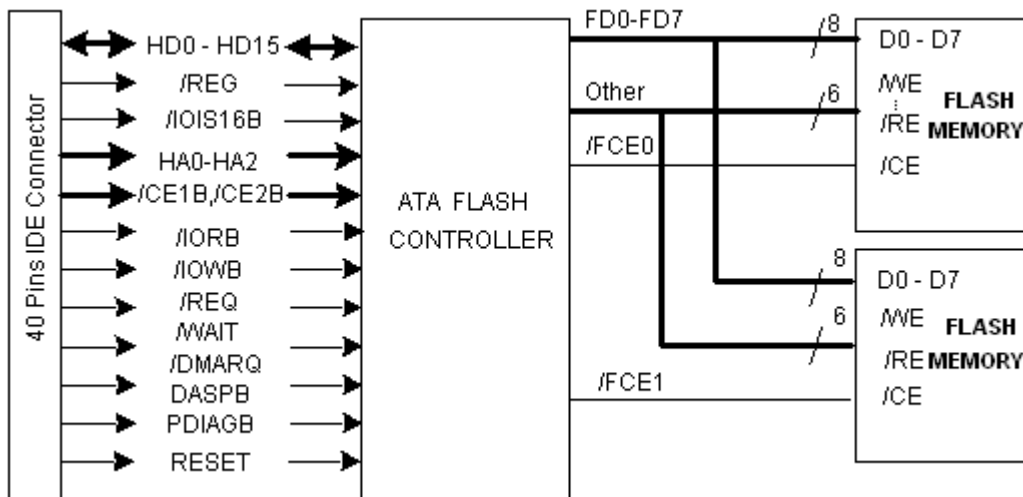 40 Pins IDE Connector
HD0 - HD15
/REG
/IOIS16B
HA0-HA2
/CE1B,/CE2B
/IORB
/IOWB
/REQ
/WAIT
/DMARQ
DASPB
PDIAGB
RESET
ATA FLASH
CONTROLLER
FD0-FD7
Other
/FCE0
/FCE1
8
6
D0 - D7
/WE
/RE
/CE
FLASH
MEMORY
8
6
D0 - D7
/WE
/RE
/CE
FLASH
MEMORY